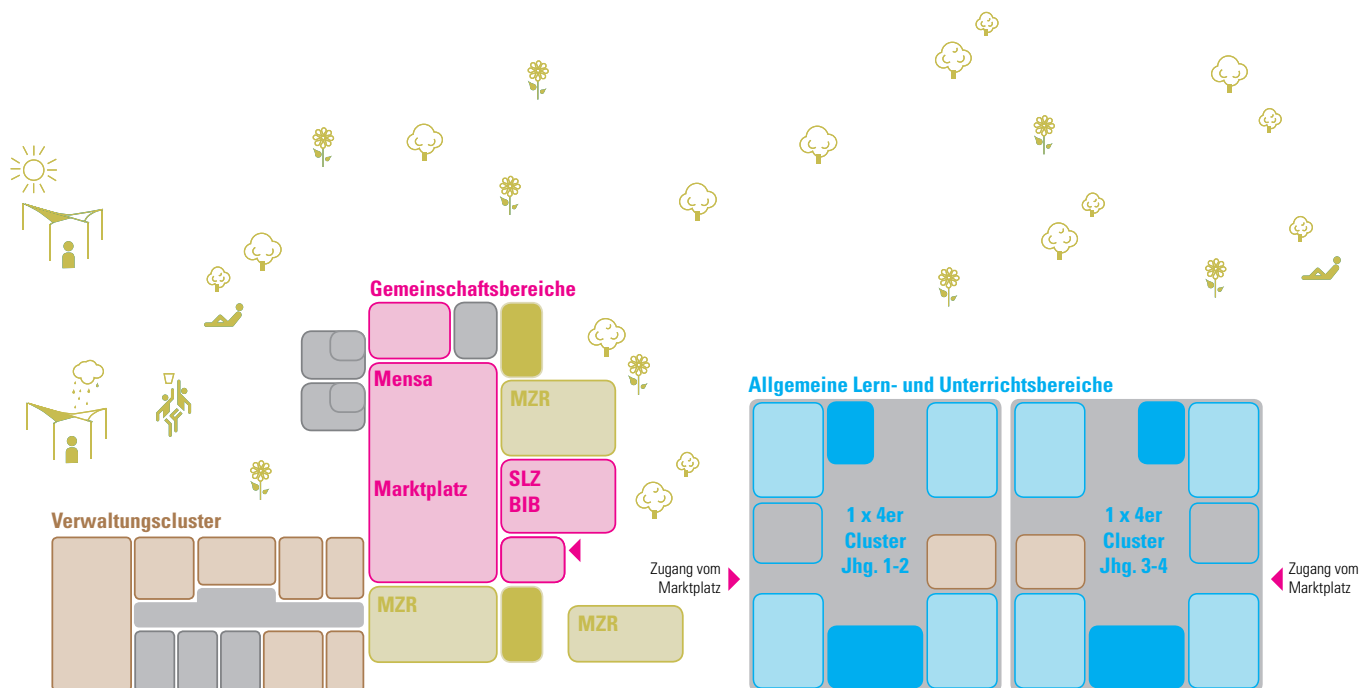 Gemeinschaftsbereiche
Mensa
MZR
Marktplatz
SLZ
BIB
Verwaltungscluster
MZR
MZR
Allgemeine Lern- und Unterrichtsbereiche
1 x 4er
Cluster
Jhg. 1-2
1 x 4er
Cluster
Jhg. 3-4
Zugang vom
Marktplatz
Zugang vom
Marktplatz